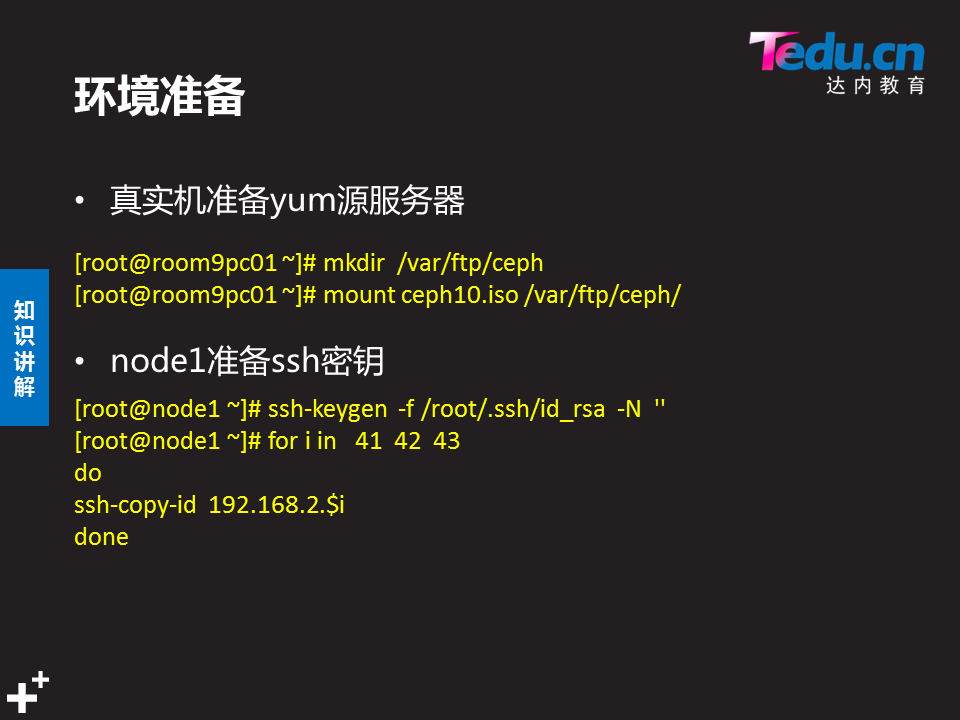 Tedu.cn
达内教育
环境准备
• 真实机准备yum源服务器
[root@room9pc01 ~]# mkdir  /var/ftp/ceph
[root@room9pc01 ~]# mount ceph10.iso /var/ftp/ceph/
知识讲解
• node1准备ssh密钥
[root@node1 ~]# ssh-keygen  -f /root/.ssh/id_rsa  -N  ''
[root@node1 ~]# for i in   41  42  43
do
ssh-copy-id  192.168.2.$i
done